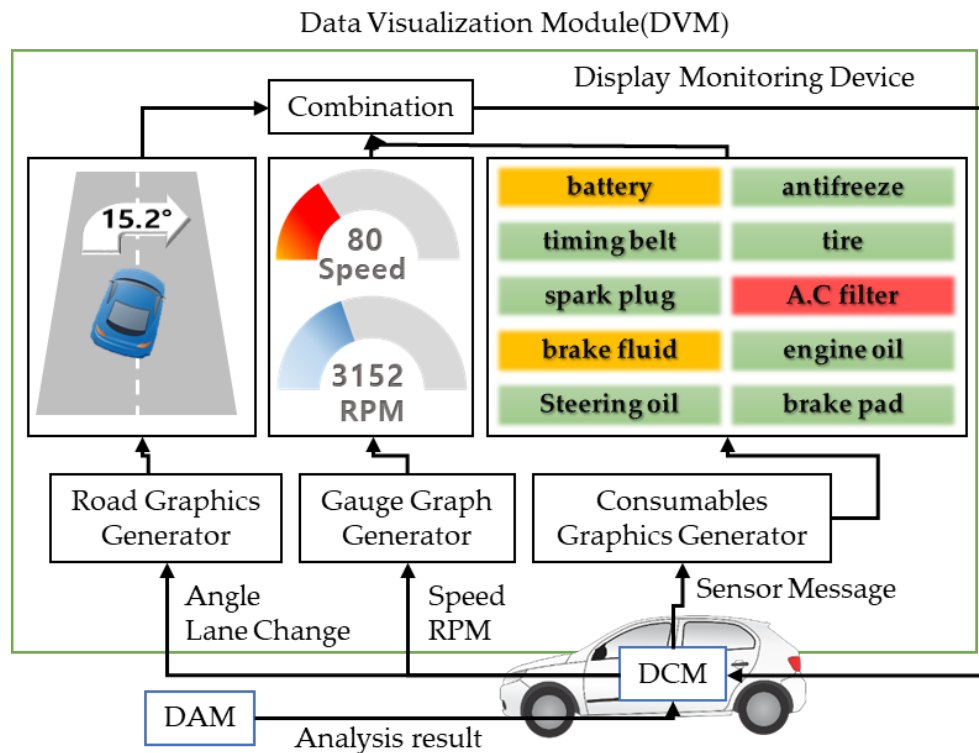 Data Visualization Module(DVM)
Combination
Display Monitoring Device
15.2°
80
Speed
3152
RPM
battery
antifreeze
timing belt
tire
spark plug
A.C filter
brake fluid
engine oil
Steering oil
brake pad
Road Graphics
Generator
Gauge Graph
Generator
Consumables
Graphics Generator
Angle
Lane Change
Speed
RPM
Sensor Message
DCM
DAM
Analysis result